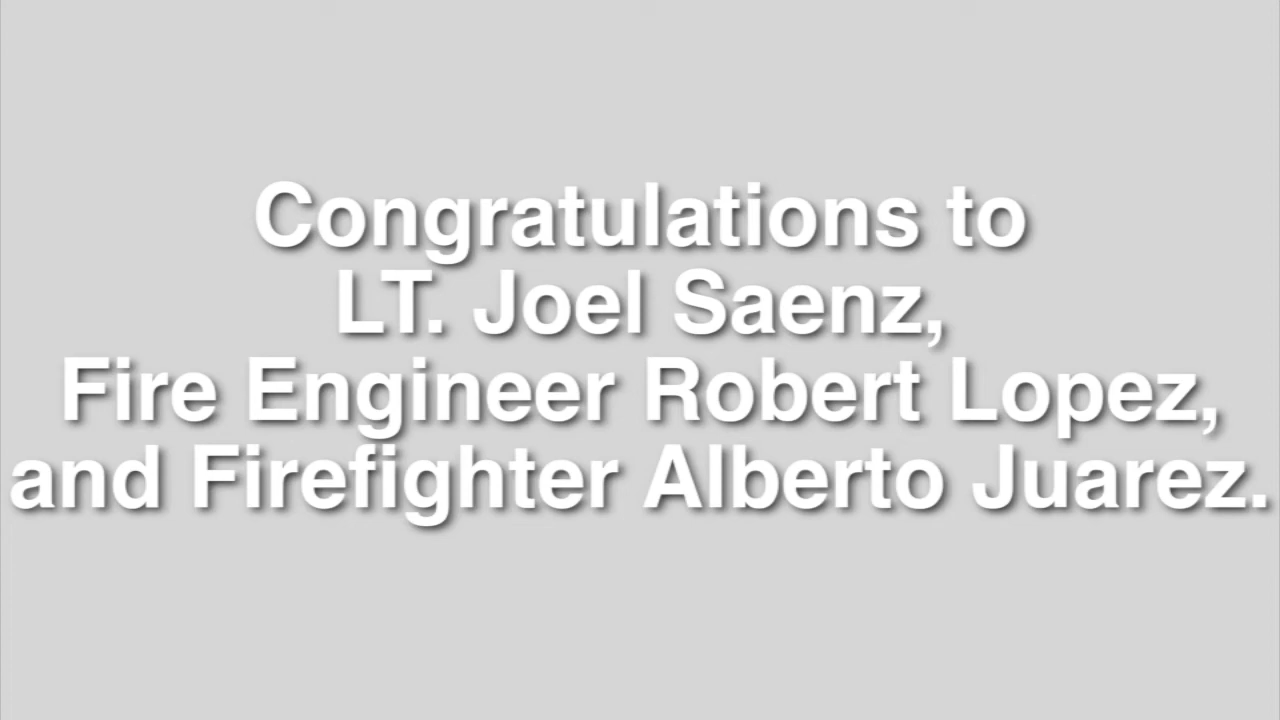 Congratulations to
LT. Joel Saenz,
Fire Engineer Robert Lopez,
and Firefighter Alberto Juarez.